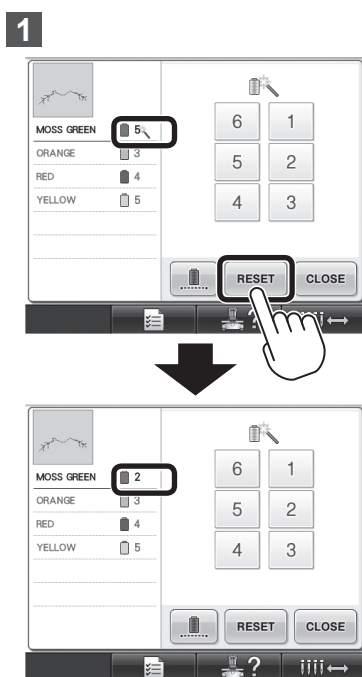 1
MOSS GREEN 5
ORANGE 3
RED 4
YELLOW 5
6 1
5 2
4 3
RESET CLOSE
?
MOSS GREEN 2
ORANGE 3
RED 4
YELLOW 5
6 1
5 2
4 3
RESET CLOSE
?